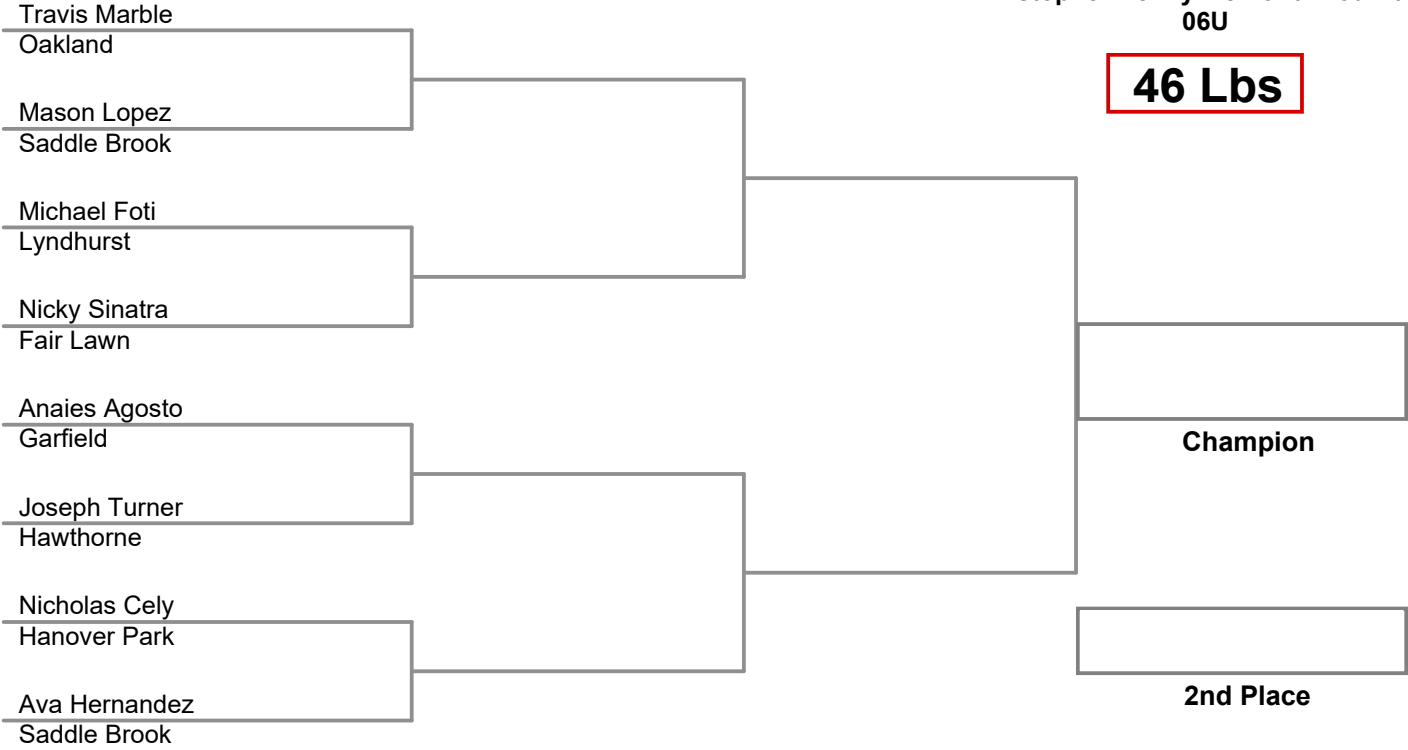 06U
46 Lbs
Travis Marble
Oakland
Mason Lopez
Saddle Brook
Michael Foti
Lyndhurst
Nicky Sinatra
Fair Lawn
Anaies Agosto
Garfield
Joseph Turner
Hawthorne
Nicholas Cely
Hanover Park
Ava Hernandez
Saddle Brook
Champion
2nd Place